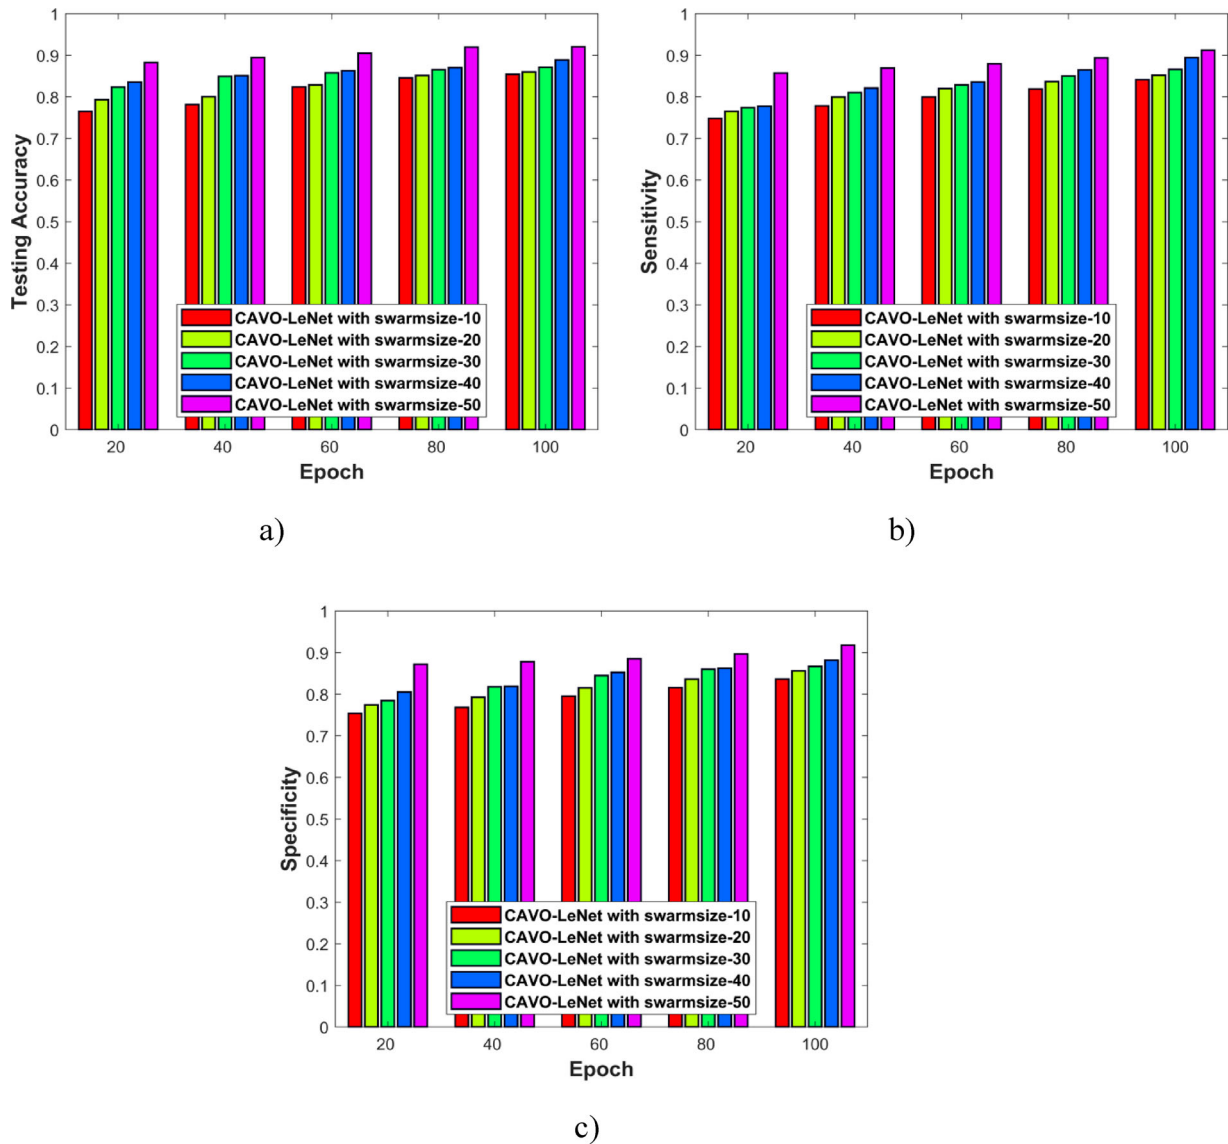 1
0.9
0.8
0.7
0.6
0.5
0.4
0.3
0.2
0.1
0
Testing Accuracy
CAVO-LeNet with swarmsize-10
CAVO-LeNet with swarmsize-20
CAVO-LeNet with swarmsize-30
CAVO-LeNet with swarmsize-40
CAVO-LeNet with swarmsize-50
20 40 60 80 100
Epoch
a)
1
0.9
0.8
0.7
0.6
0.5
0.4
0.3
0.2
0.1
0
Sensitivity
CAVO-LeNet with swarmsize-10
CAVO-LeNet with swarmsize-20
CAVO-LeNet with swarmsize-30
CAVO-LeNet with swarmsize-40
CAVO-LeNet with swarmsize-50
20 40 60 80 100
Epoch
b)
1
0.9
0.8
0.7
0.6
0.5
0.4
0.3
0.2
0.1
0
Specificity
CAVO-LeNet with swarmsize-10
CAVO-LeNet with swarmsize-20
CAVO-LeNet with swarmsize-30
CAVO-LeNet with swarmsize-40
CAVO-LeNet with swarmsize-50
20 40 60 80 100
Epoch
c)